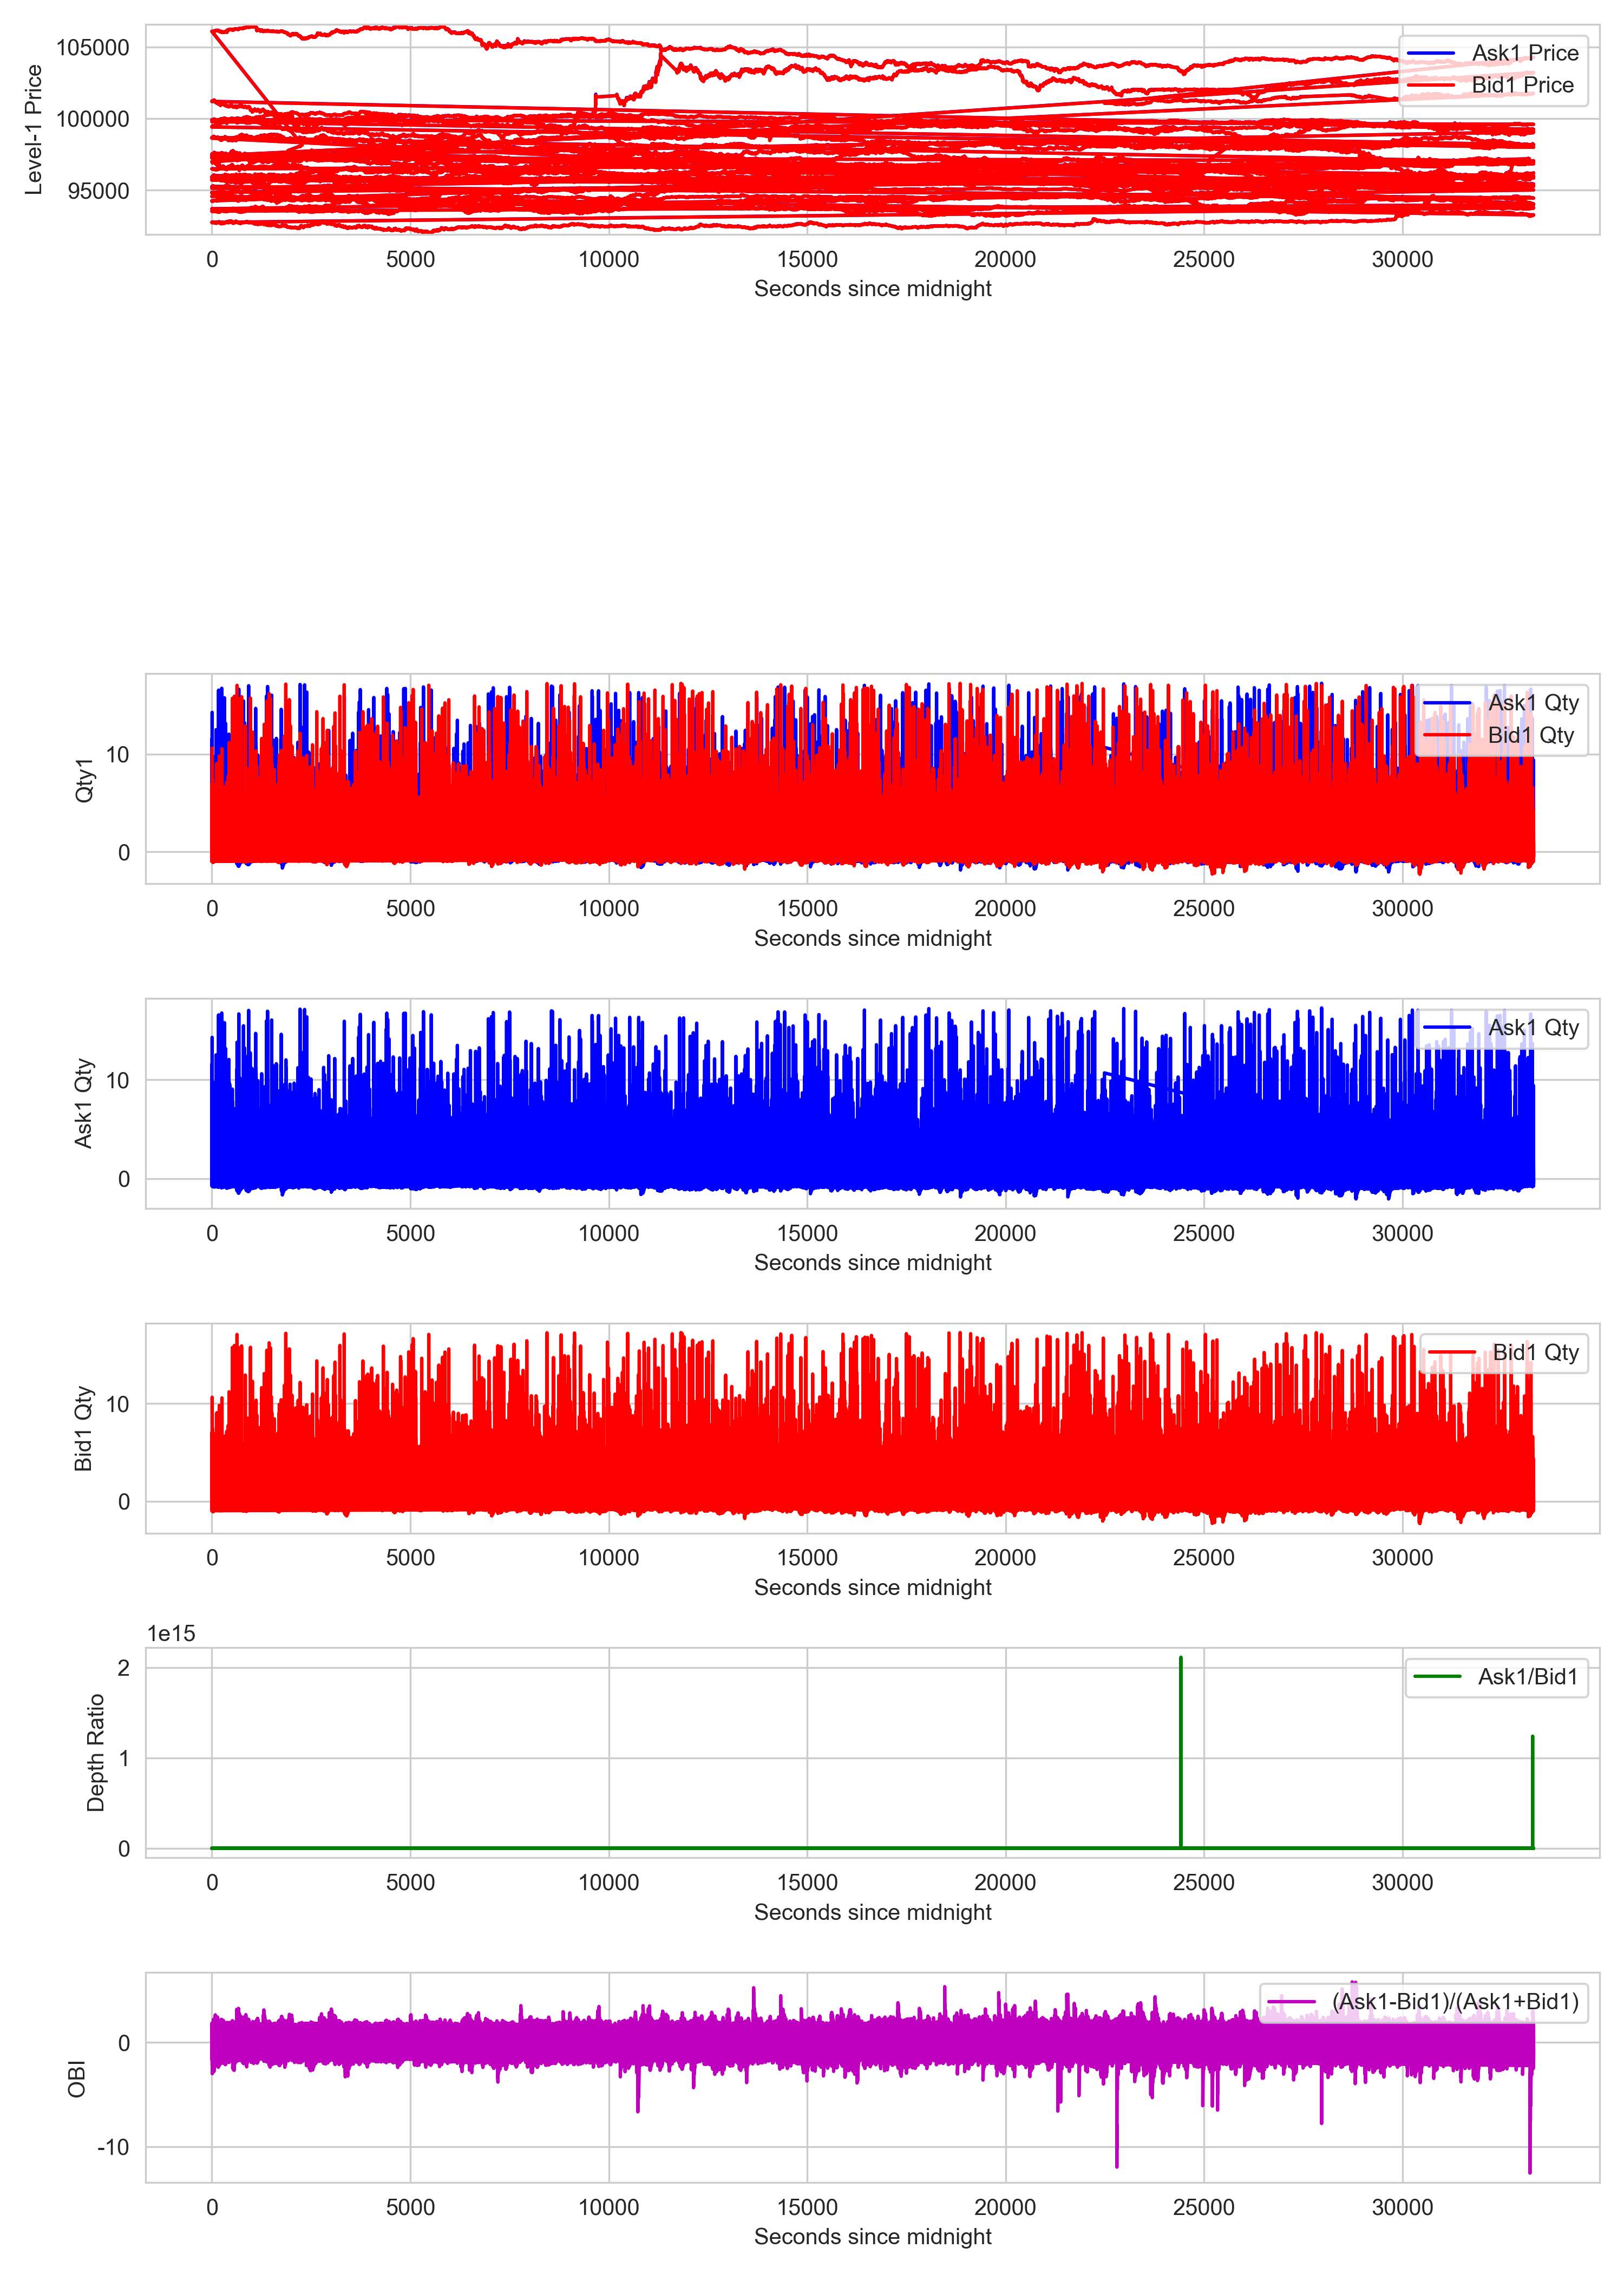 105000
100000
95000
Level-1 Price
Ask1 Price
Bid1 Price
0 5000 10000 15000 20000 25000 30000
Seconds since midnight
10
0
Qty1
Ask1 Qty
Bid1 Qty
0 5000 10000 15000 20000 25000 30000
Seconds since midnight
10
0
Ask1 Qty
Ask1 Qty
0 5000 10000 15000 20000 25000 30000
Seconds since midnight
10
0
Bid1 Qty
Bid1 Qty
0 5000 10000 15000 20000 25000 30000
Seconds since midnight
1e15
2
1
0
Depth Ratio
Ask1/Bid1
0 5000 10000 15000 20000 25000 30000
Seconds since midnight
0
-10
OBI
(Ask1-Bid1)/(Ask1+Bid1)
0 5000 10000 15000 20000 25000 30000
Seconds since midnight